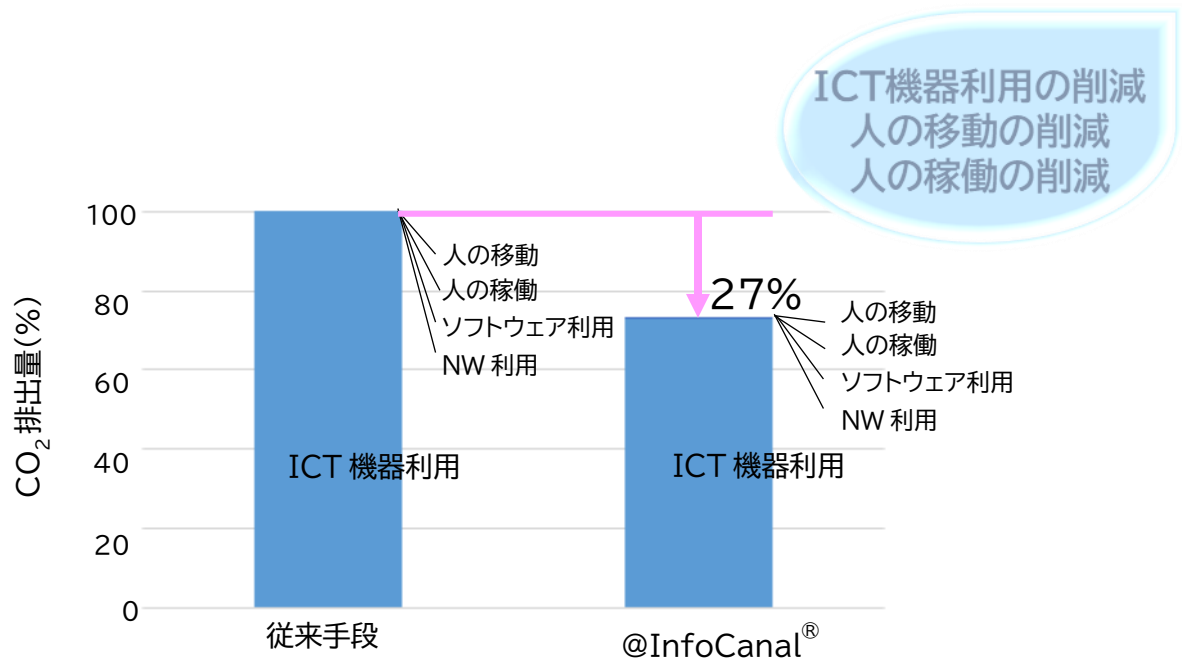 ICT機器利用の削減
人の移動の削減
人の稼働の削減
CO₂排出量(%)
100
80
60
40
20
0
人の移動
人の稼働
ソフトウェア利用
NW 利用
27%
人の移動
人の稼働
ソフトウェア利用
NW 利用
ICT 機器利用
ICT 機器利用
従来手段
@InfoCanal®